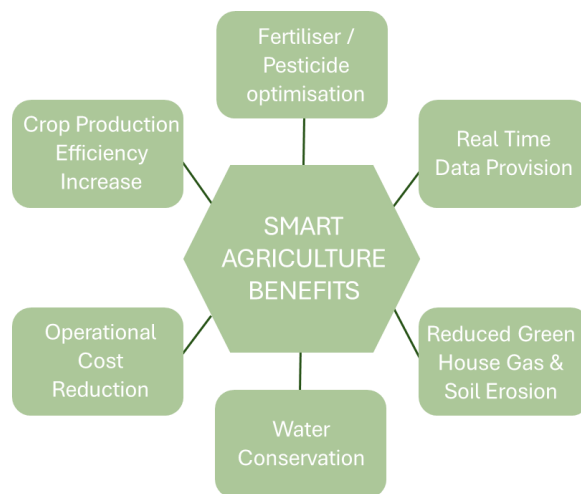 Fertiliser /
Pesticide
optimisation
Crop Production
Efficiency
Increase
Real Time
Data Provision
SMART
AGRICULTURE
BENEFITS
Operational
Cost
Reduction
Reduced Green
House Gas &
Soil Erosion
Water
Conservation